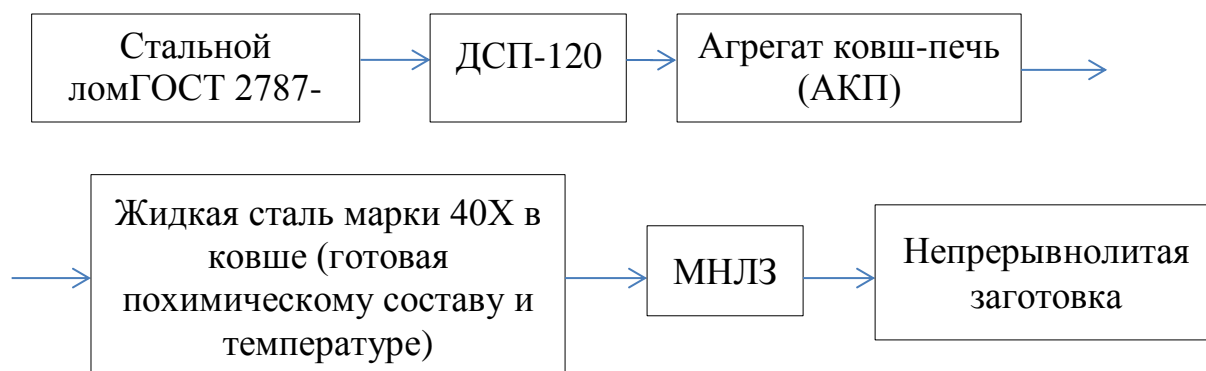 Стальной
ломГОСТ 2787-
ДСП-120
Агрегат ковш-печь
(АКП)
Жидкая сталь марки 40Х в
ковше (готовая
похимическому составу и
температуре)
МНЛЗ
Непрерывнолитая
заготовка